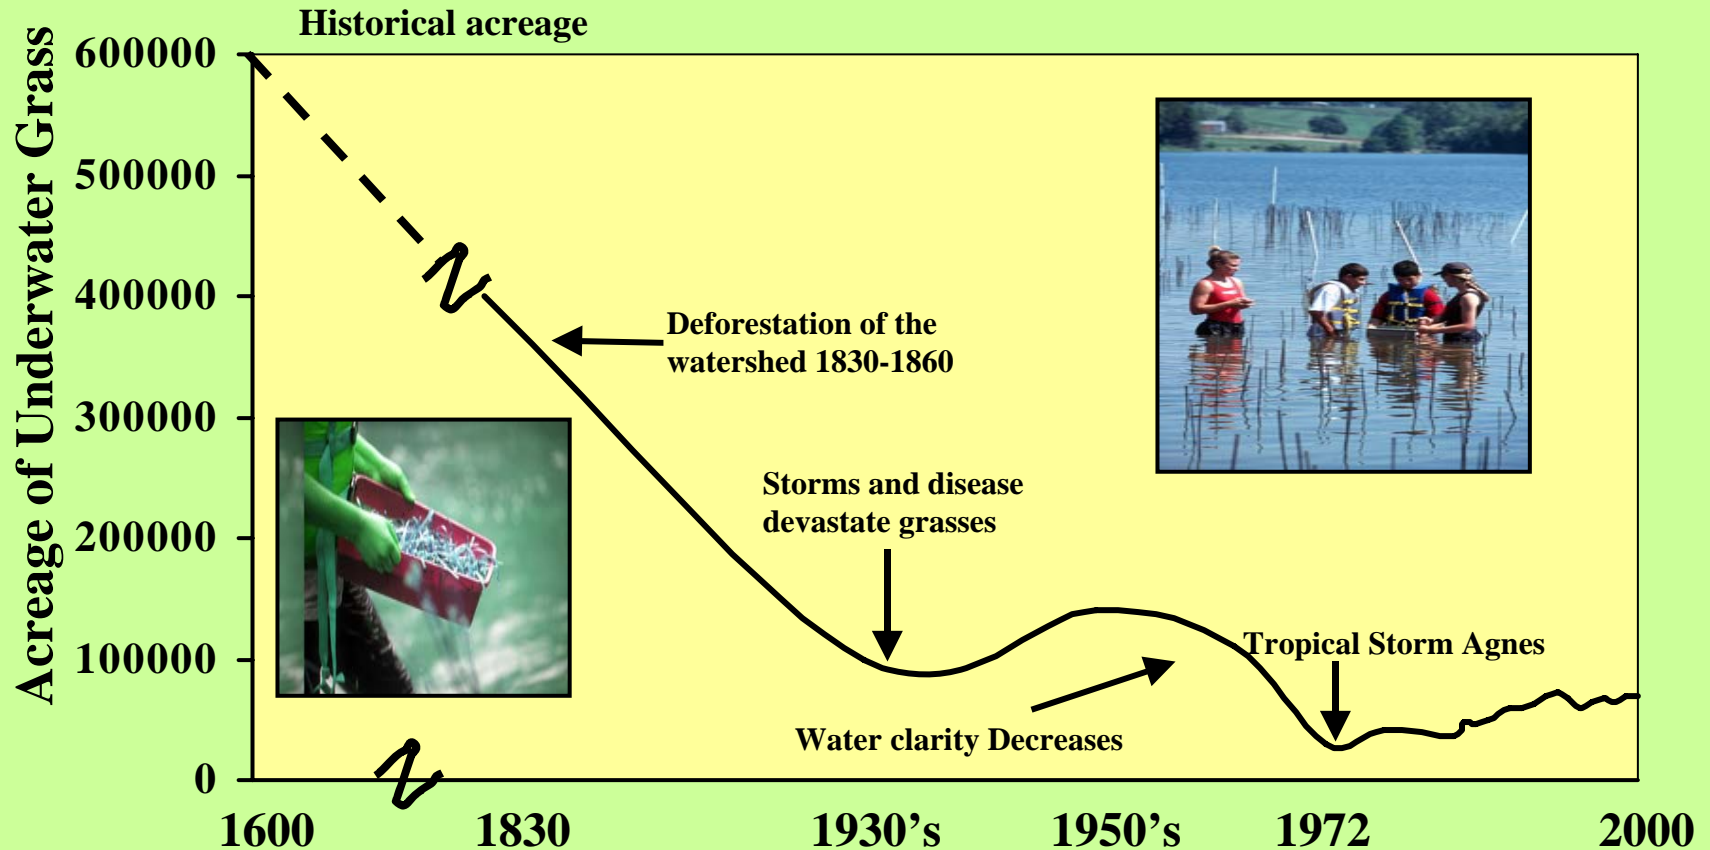 Historical acreage
Acreage of Underwater Grass
600000
500000
400000
300000
200000
100000
0
Deforestation of the
watershed 1830-1860
Storms and disease
devastate grasses
Tropical Storm Agnes
Water clarity Decreases
1600 1830 1930’s 1950’s 1972 2000